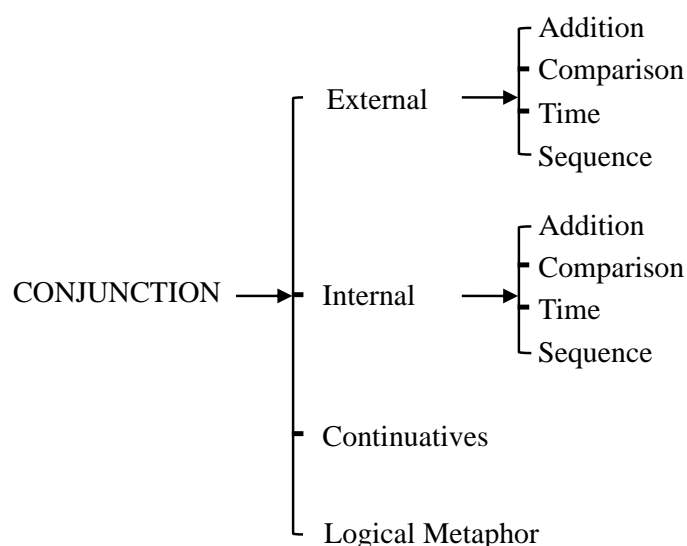 Addition
Comparison
External
Time
Sequence
Addition
Comparison
CONJUNCTION
Internal
Time
Sequence
Continuatives
Logical Metaphor